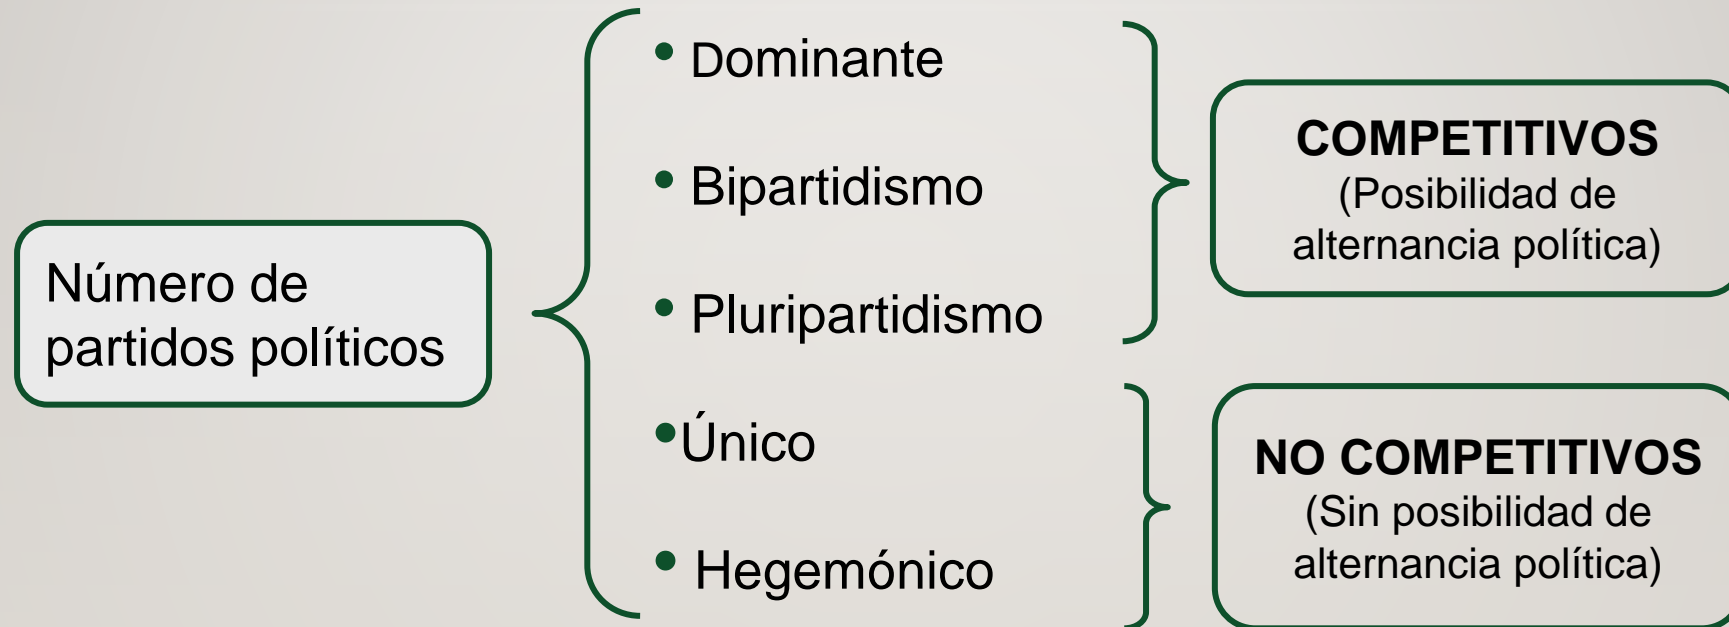 Número de
partidos políticos
• Dominante
• Bipartidismo
• Pluripartidismo
•Único
• Hegemónico
COMPETITIVOS
(Posibilidad de
alternancia política)
NO COMPETITIVOS
(Sin posibilidad de
alternancia política)